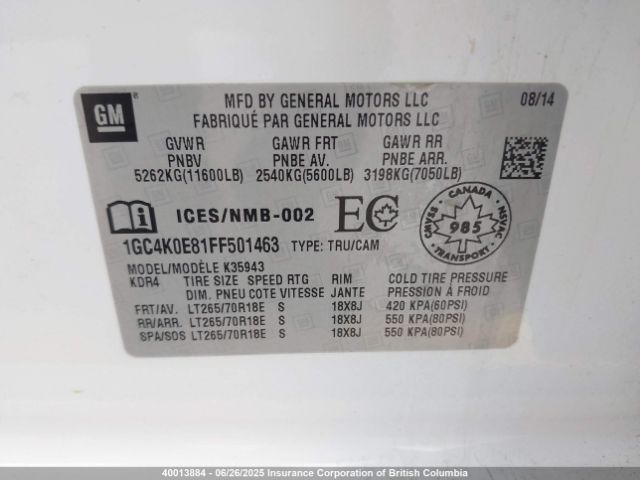 GM
®
MFD BY GENERAL MOTORS LLC
08/14
FABRIQUÉ PAR GENERAL MOTORS LLC
GVWR GAWR FRT GAWR RR
PNBV PNBE AV. PNBE ARR.
5262KG(11600LB) 2540KG(5600LB) 3198KG(7050LB)
i ICES/NMB-002 EC
CANADA
CMVSS NSVAC
985
TRANSPORT
1GC4K0E81FF501463 TYPE: TRU/CAM
MODEL/MODÈLE K35943
KDR4 TIRE SIZE SPEED RTG RIM COLD TIRE PRESSURE
DIM. PNEU COTE VITESSE JANTE PRESSION À FROID
FRT/AV. LT265/70R18E S 18X8J 420 KPA(60PSI)
RR/ARR. LT265/70R18E S 18X8J 550 KPA(80PSI)
SPA/SOS LT265/70R18E S 18X8J 550 KPA(80PSI)
40013884 - 06/26/2025 Insurance Corporation of British Columbia